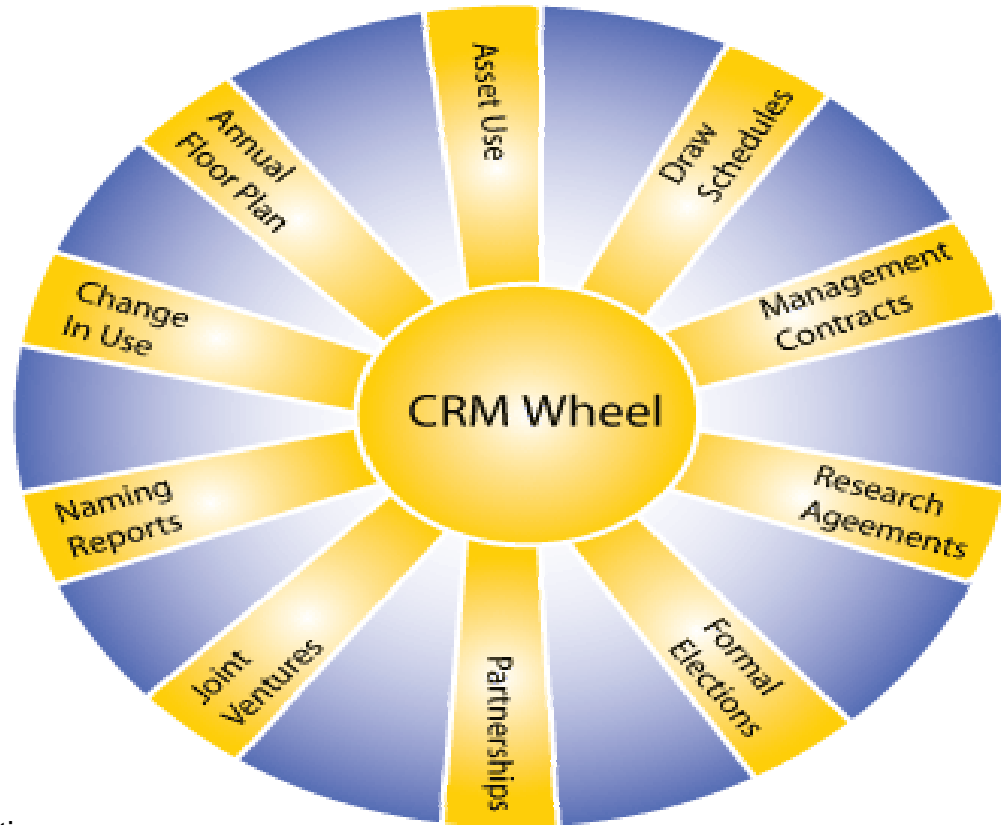 Asset Use
Draw
Schedules
Management
Contracts
Research
Ageements
Formal
Elections
Partnerships
Joint
Ventures
Naming
Reports
Change
In Use
Annual
Floor Plan
CRM Wheel